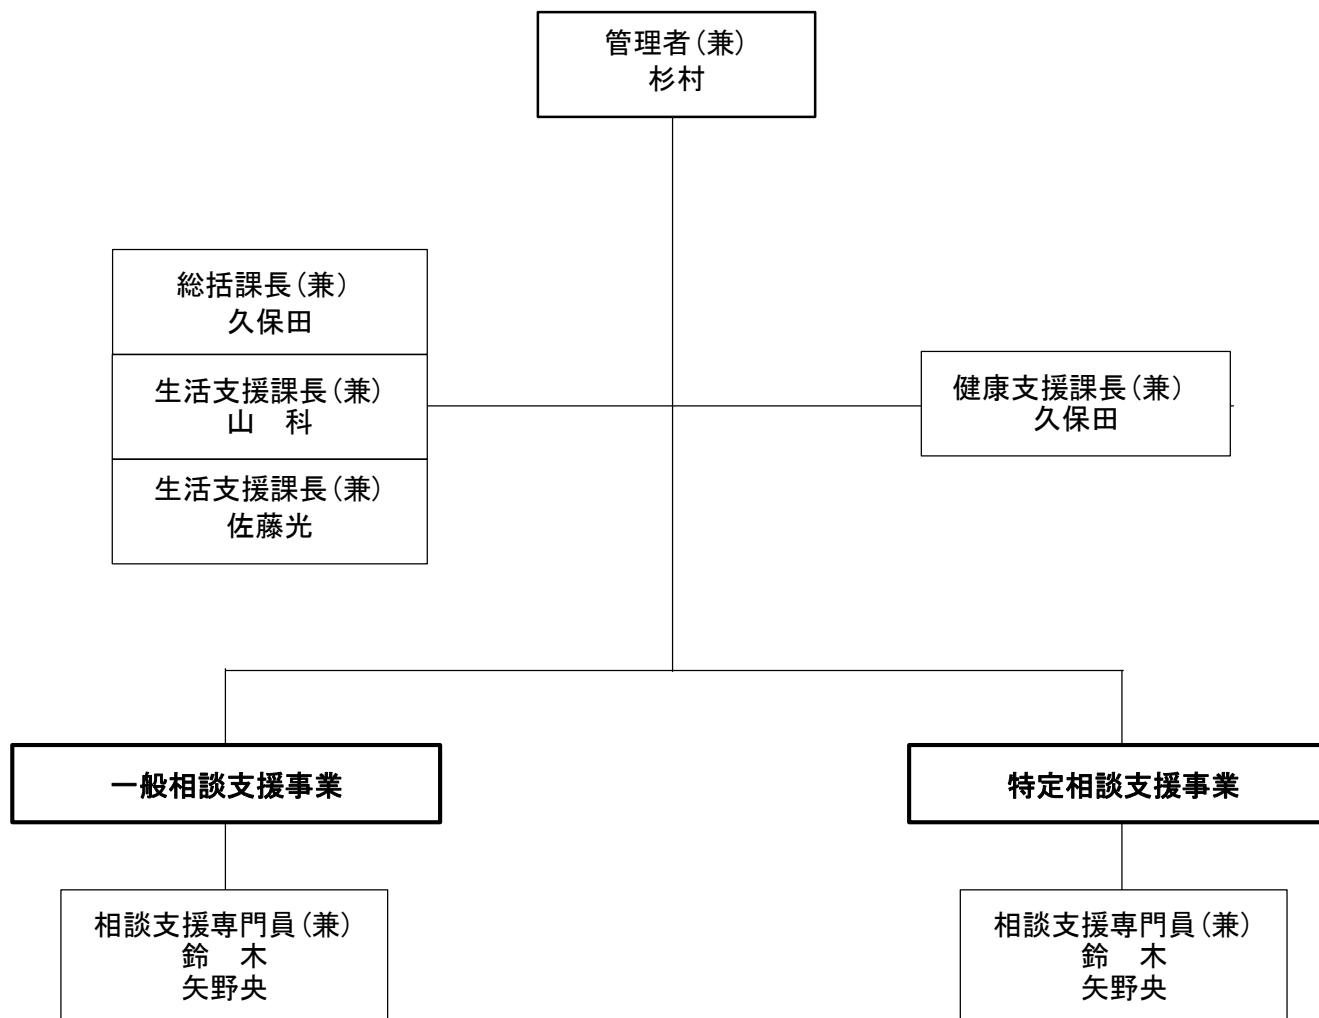 管理者(兼)
杉村
総括課長(兼)
久保田
生活支援課長(兼)
山　科
生活支援課長(兼)
佐藤光
健康支援課長(兼)
久保田
一般相談支援事業
特定相談支援事業
相談支援専門員(兼)
鈴　木
矢野央
相談支援専門員(兼)
鈴　木
矢野央